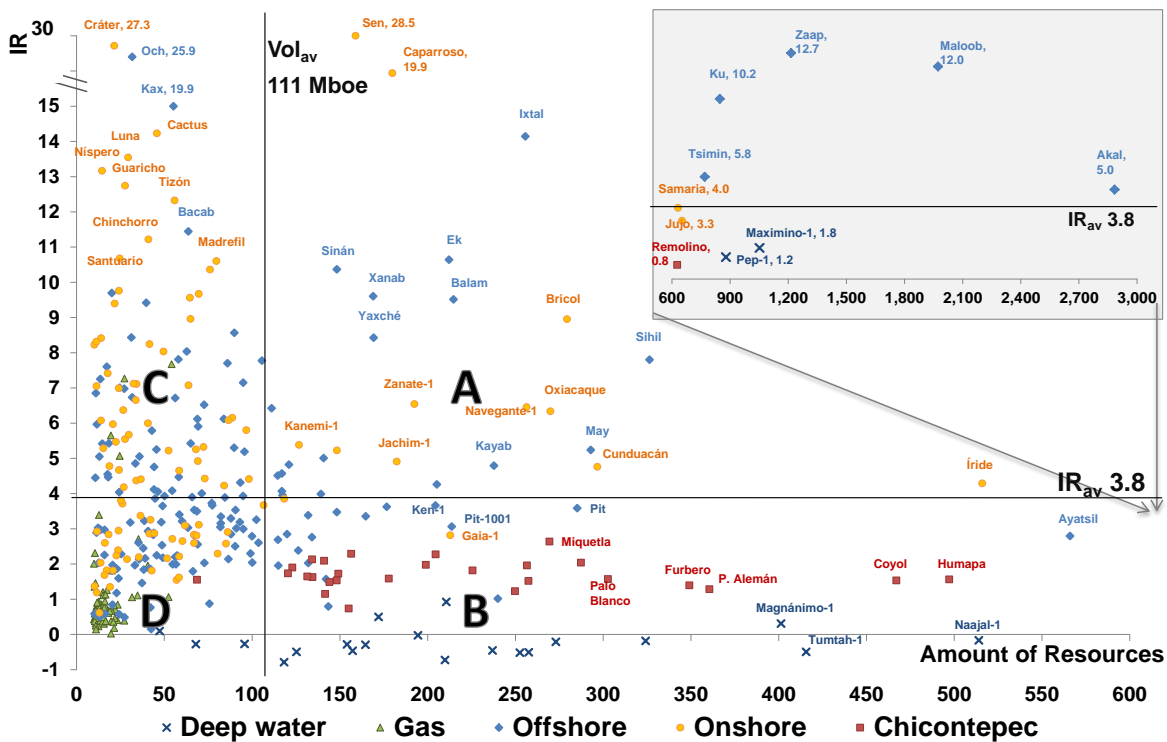 IR
30
15
14
13
12
11
10
9
8
7
6
5
4
3
2
1
0
-1
Cráter, 27.3
Och, 25.9
Kax, 19.9
Cactus
Luna
Níspero
Guaricho
Tizón
Bacab
Chinchorro
Madrefil
Santuario
Vol av
111 Mboe
Sen, 28.5
Caparroso,
19.9
Ixtal
Sinán
Ek
Xanab
Balam
Yaxché
Bricol
Sihil
Zanate-1
Navegante-1
Oxiacaque
Kanemi-1
Jachim-1
Kayab
May
Cunduacán
Íride
C
A
IR av 3.8
Ken-1
Pit-1001
Pit
Gaia-1
Ayatsil
Miquetla
Palo
Blanco
Furbero
P. Alemán
Coyol
Humapa
D
B
Magnánimo-1
Tumtah-1
Naajal-1
Amount of Resources
0
50
100
150
200
250
300
350
400
450
500
550
600
Zaap,
12.7
Maloob,
12.0
Ku, 10.2
Tsimin, 5.8
Akal,
5.0
Samaria, 4.0
Jujo, 3.3
IR av 3.8
Remolino,
0.8
Maximino-1, 1.8
Pep-1, 1.2
600
900
1,200
1,500
1,800
2,100
2,400
2,700
3,000
Deep water
Gas
Offshore
Onshore
Chicontepec